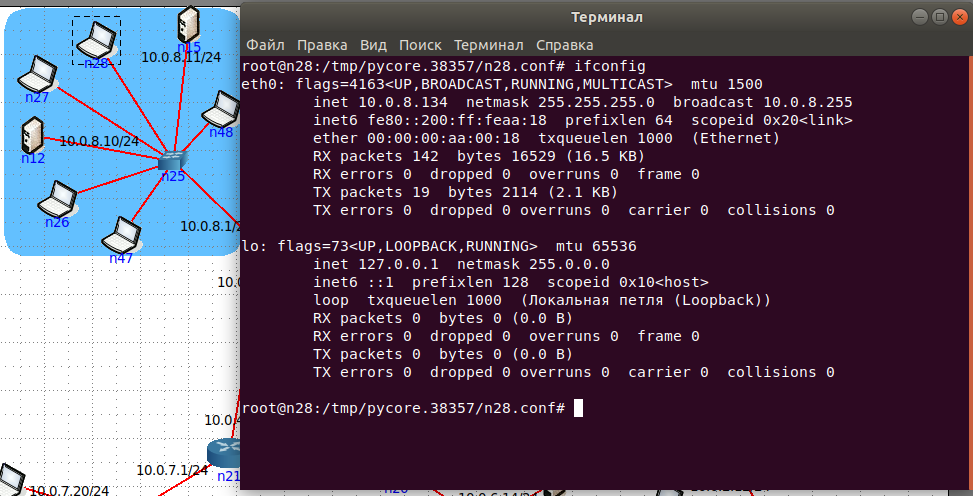 Терминал
Файл Правка Вид Поиск Терминал Справка
root@n28:/tmp/pycore.38357/n28.conf# ifconfig
eth0: flags=4163<UP,BROADCAST,RUNNING,MULTICAST>  mtu 1500
        inet 10.0.8.134  netmask 255.255.255.0  broadcast 10.0.8.255
        inet6 fe80::200:ff:feaa:18  prefixlen 64  scopeid 0x20<link>
        ether 00:00:00:aa:00:18  txqueuelen 1000  (Ethernet)
        RX packets 142  bytes 16529 (16.5 KB)
        RX errors 0  dropped 0  overruns 0  frame 0
        TX packets 19  bytes 2114 (2.1 KB)
        TX errors 0  dropped 0 overruns 0  carrier 0  collisions 0
lo: flags=73<UP,LOOPBACK,RUNNING>  mtu 65536
        inet 127.0.0.1  netmask 255.0.0.0
        inet6 ::1  prefixlen 128  scopeid 0x10<host>
        loop  txqueuelen 1000  (Локальная петля (Loopback))
        RX packets 0  bytes 0 (0.0 B)
        RX errors 0  dropped 0  overruns 0  frame 0
        TX packets 0  bytes 0 (0.0 B)
        TX errors 0  dropped 0 overruns 0  carrier 0  collisions 0
root@n28:/tmp/pycore.38357/n28.conf#
n15
10.0.8.11/24
n28
n27
n48
10.0.8.10/24
n12
n25
n26
10.0.8.1/2
n47
10.0
10.0.4
10.0.7.1/24
n21
10.0.7.20/24